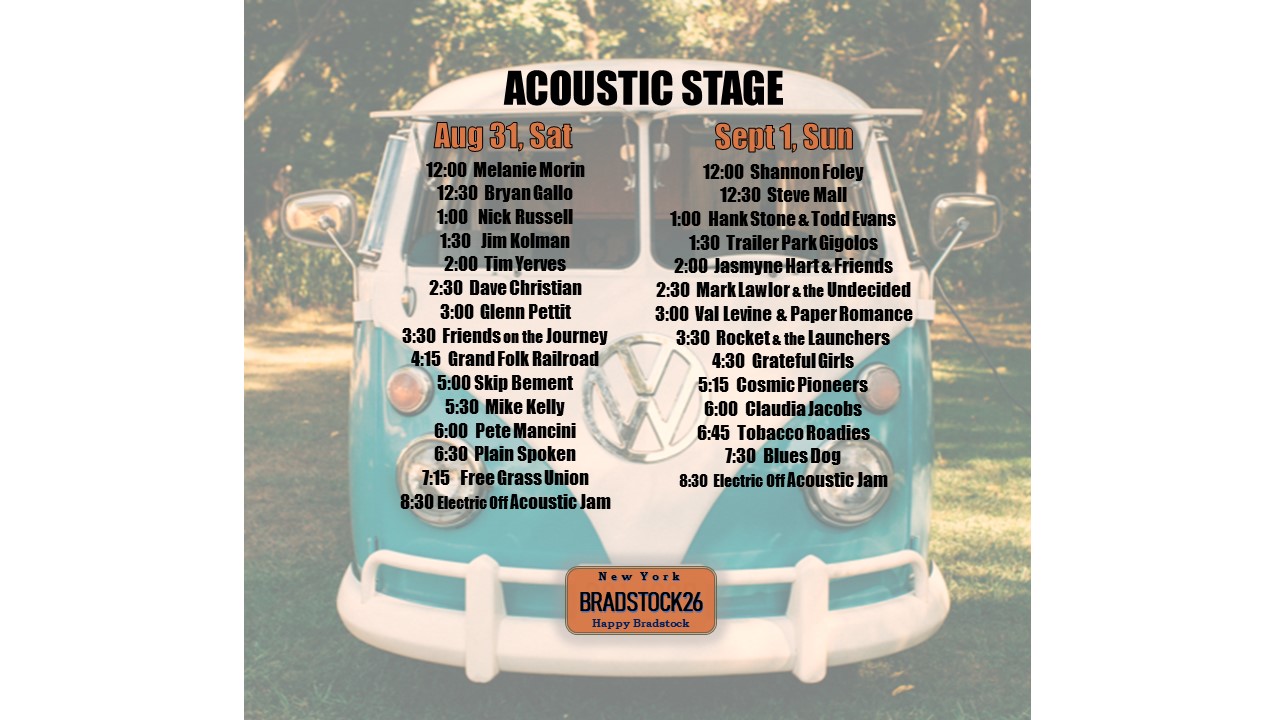 ACOUSTIC STAGE
Aug 31, Sat
12:00 Melanie Morin
12:30 Bryan Gallo
1:00 Nick Russell
1:30 Jim Kolman
2:00 Tim Yerves
2:30 Dave Christian
3:00 Glenn Pettit
3:30 Friends on the Journey
4:15 Grand Folk Railroad
5:00 Skip Bement
5:30 Mike Kelly
6:00 Pete Mancini
6:30 Plain Spoken
7:15 Free Grass Union
8:30 Electric Off Acoustic Jam
Sept 1, Sun
12:00 Shannon Foley
12:30 Steve Mall
1:00 Hank Stone & Todd Evans
1:30 Trailer Park Gigolos
2:00 Jasmyne Hart & Friends
2:30 Mark Lawlor & the Undecided
3:00 Val Levine & Paper Romance
3:30 Rocket & the Launchers
4:30 Grateful Girls
5:15 Cosmic Pioneers
6:00 Claudia Jacobs
6:45 Tobacco Roadies
7:30 Blues Dog
8:30 Electric Off Acoustic Jam
New York
BRADSTOCK26
Happy Bradstock